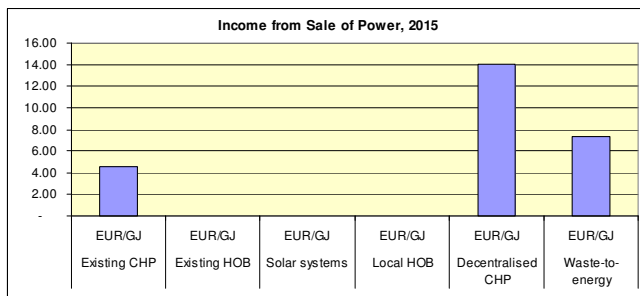 Income from Sale of Power, 2015
16.00
14.00
12.00
10.00
8.00
6.00
4.00
2.00
-
EUR/GJ EUR/GJ EUR/GJ EUR/GJ EUR/GJ EUR/GJ
Existing CHP Existing HOB Solar systems Local HOB Decentralised Waste-to-
CHP energy